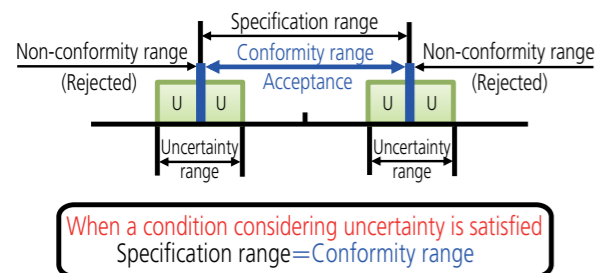 Specification range
Non-conformity range
Conformity range
Non-conformity range
(Rejected)
Acceptance
(Rejected)
U
U
U
U
Uncertainty
range
Uncertainty
range
When a condition considering uncertainty is satisfied
Specification range=Conformity range